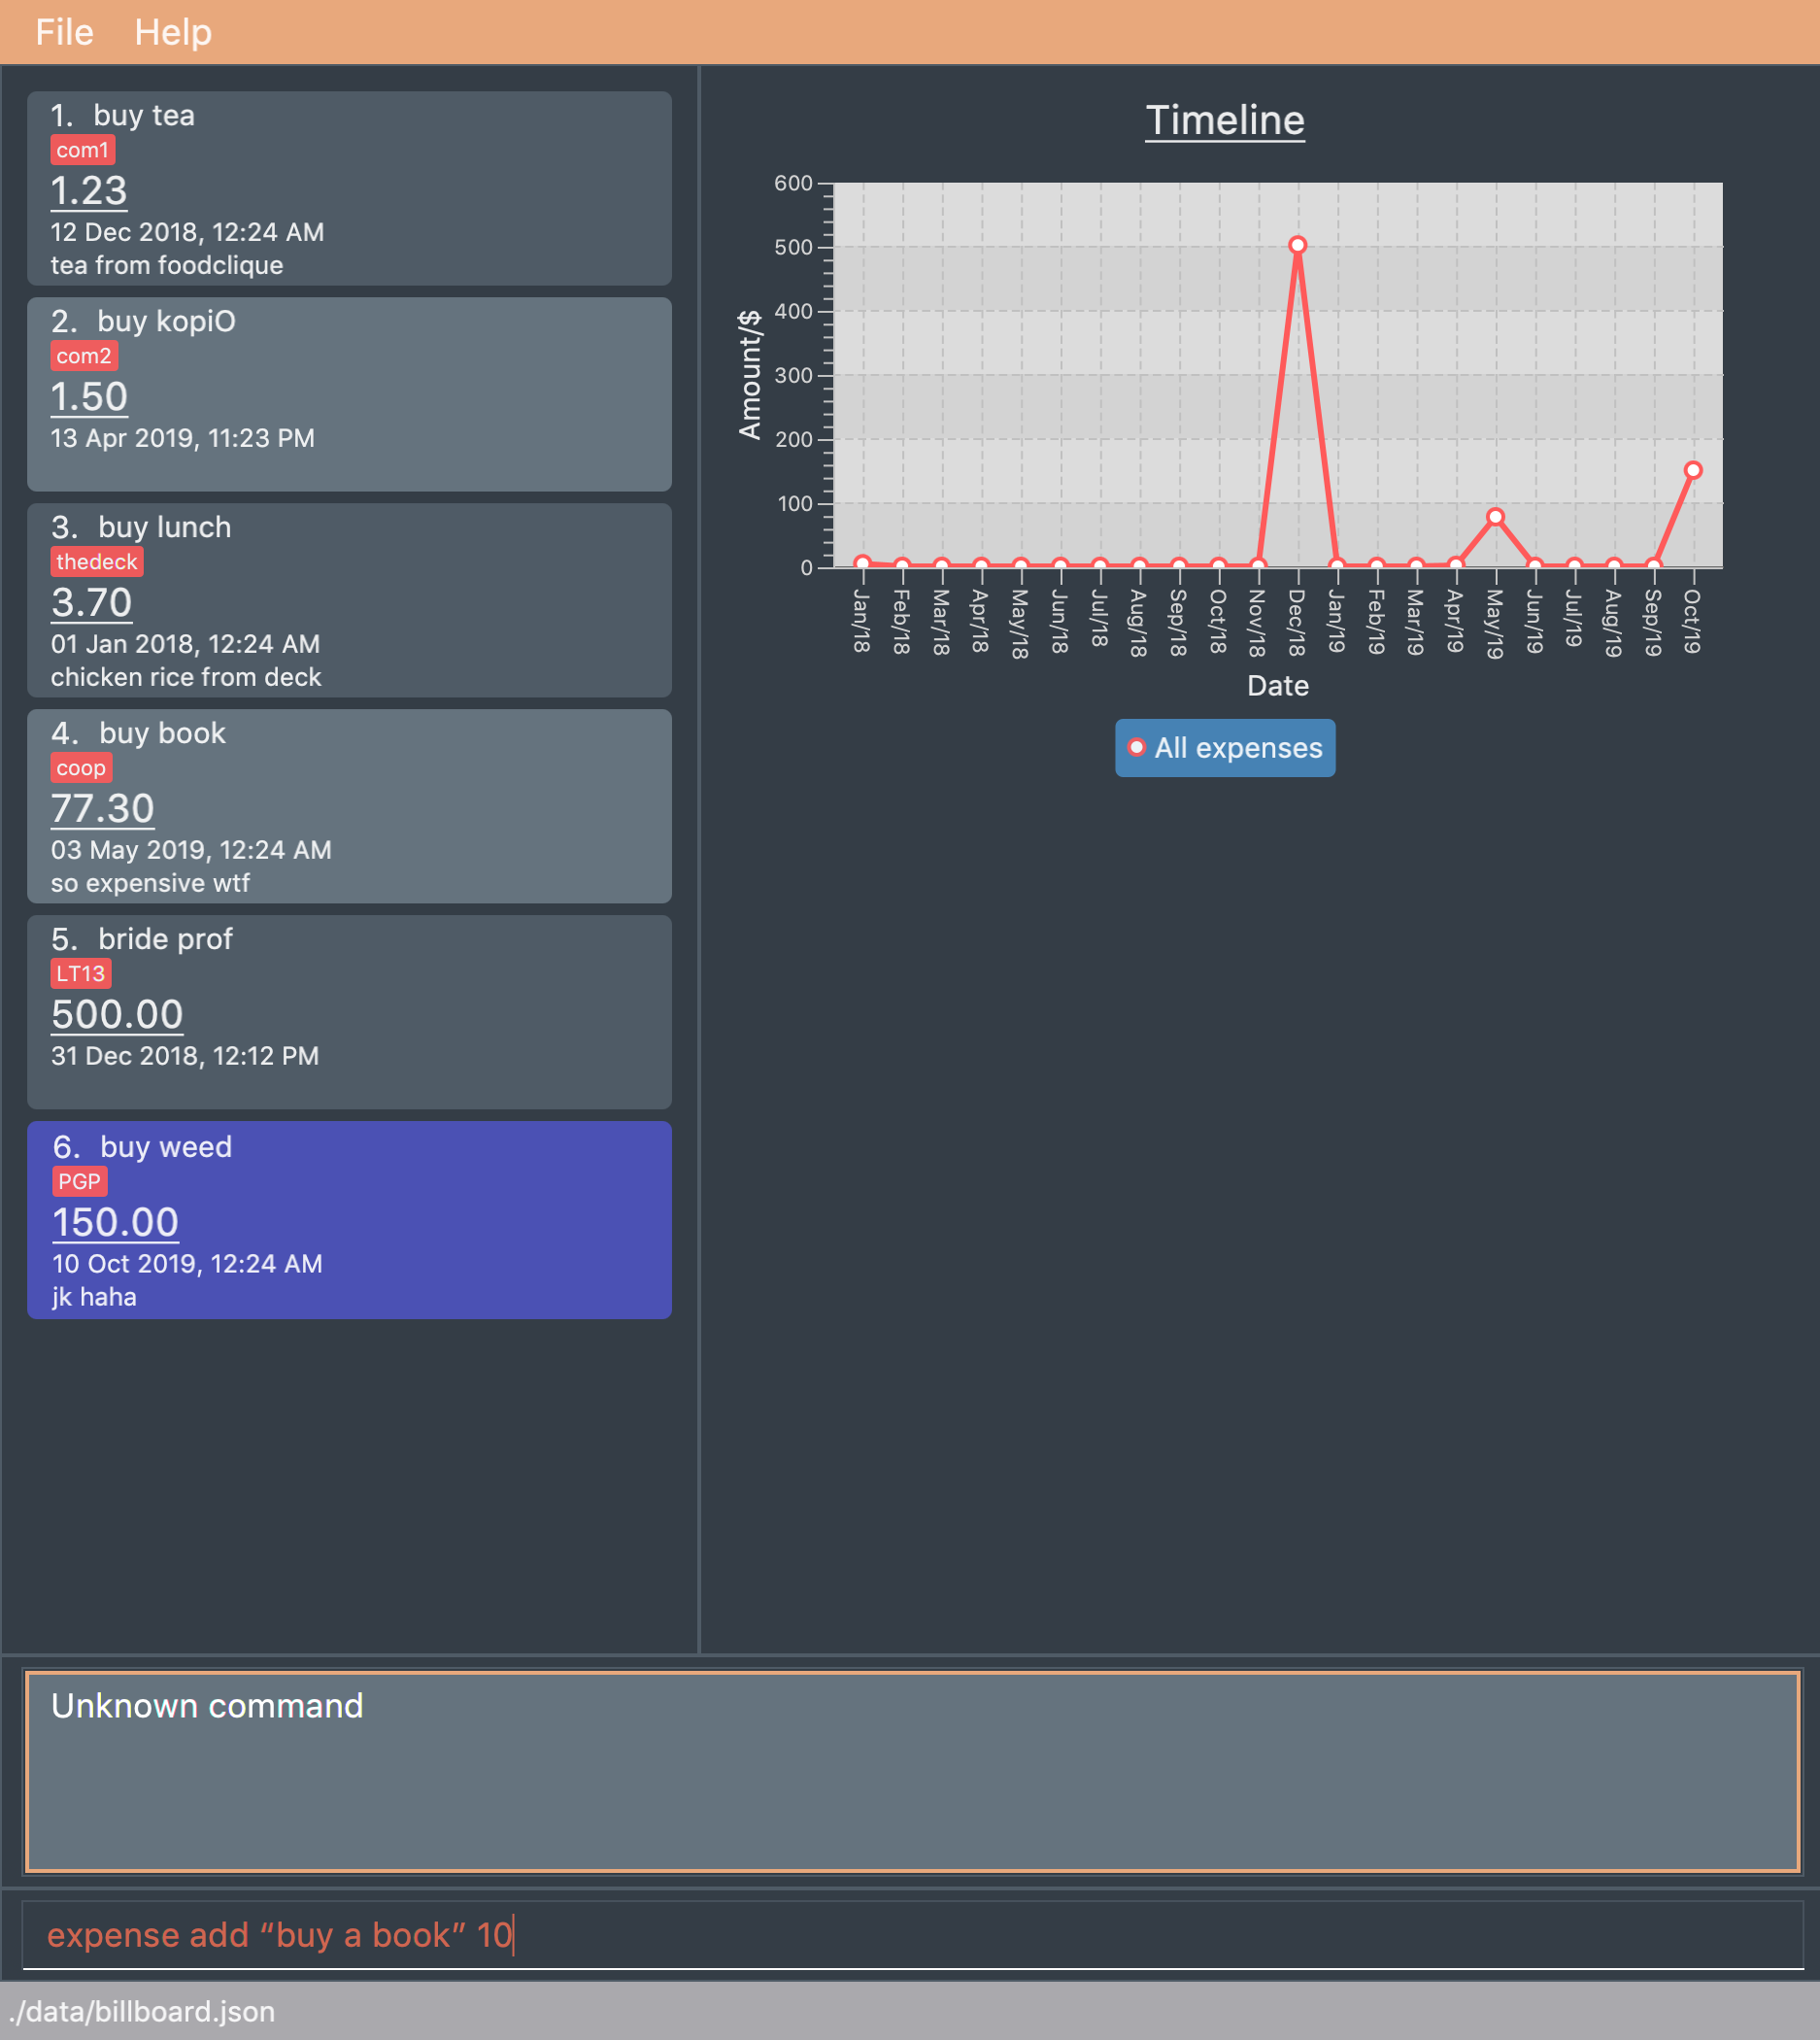 File Help
1. buy tea
com1
1.23
12 Dec 2018, 12:24 AM
tea from foodclique
2. buy kopiO
com2
1.50
13 Apr 2019, 11:23 PM
3. buy lunch
thedeck
3.70
01 Jan 2018, 12:24 AM
chicken rice from deck
4. buy book
coop
77.30
03 May 2019, 12:24 AM
so expensive wtf
5. bride prof
LT13
500.00
31 Dec 2018, 12:12 PM
6. buy weed
PGP
150.00
10 Oct 2019, 12:24 AM
jk haha
Timeline
Amount/$
600
500
400
300
200
100
0
Jan/18
Feb/18
Mar/18
Apr/18
May/18
Jun/18
Jul/18
Aug/18
Sep/18
Oct/18
Nov/18
Dec/18
Jan/19
Feb/19
Mar/19
Apr/19
May/19
Jun/19
Jul/19
Aug/19
Sep/19
Oct/19
Date
All expenses
Unknown command
expense add “buy a book” 10
./data/billboard.json